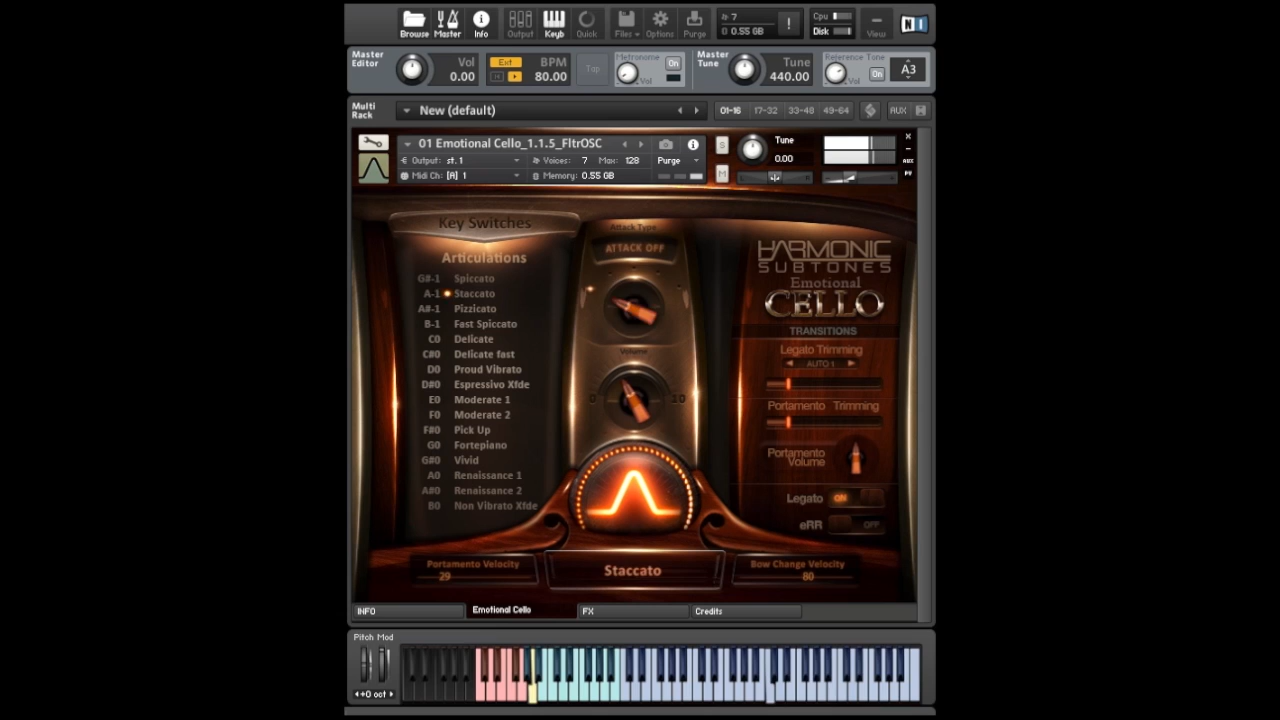 Browse Master Info Output Keyb Quick Files Options Purge 7 ! Cpu View NI
0.55 GB Disk
Master Editor Vol 0.00 Ext BPM 80.00 Tap Metronome On Vol Master Tune Tune 440.00 Reference Tone Vol On A3
Multi Rack New (default) 01-16 17-32 33-48 49-64 AUX
01 Emotional Cello_1.1.5_FltrOSC
S Tune 0.00
Output: st.1 Voices: 7 Max: 128 Purge
Midi Ch: [A] 1 Memory: 0.55 GB
M L R
x
-
AUX
PV
Key Switches
Articulations
G#-1 Spiccato
A-1 Staccato
A#-1 Pizzicato
B-1 Fast Spiccato
C0 Delicate
C#0 Delicate fast
D0 Proud Vibrato
D#0 Espressivo Xfde
E0 Moderate 1
F0 Moderate 2
F#0 Pick Up
G0 Fortepiano
G#0 Vivid
A0 Renaissance 1
A#0 Renaissance 2
B0 Non Vibrato Xfde
Attack Type
ATTACK OFF
Volume
0 10
HARMONIC
SUBTONES
Emotional
CELLO
TRANSITIONS
Legato Trimming
AUTO 1
Portamento Trimming
Portamento
Volume
Legato ON
eRR OFF
Portamento Velocity
29
Staccato
Bow Change Velocity
80
INFO Emotional Cello FX Credits
Pitch Mod
+0 oct